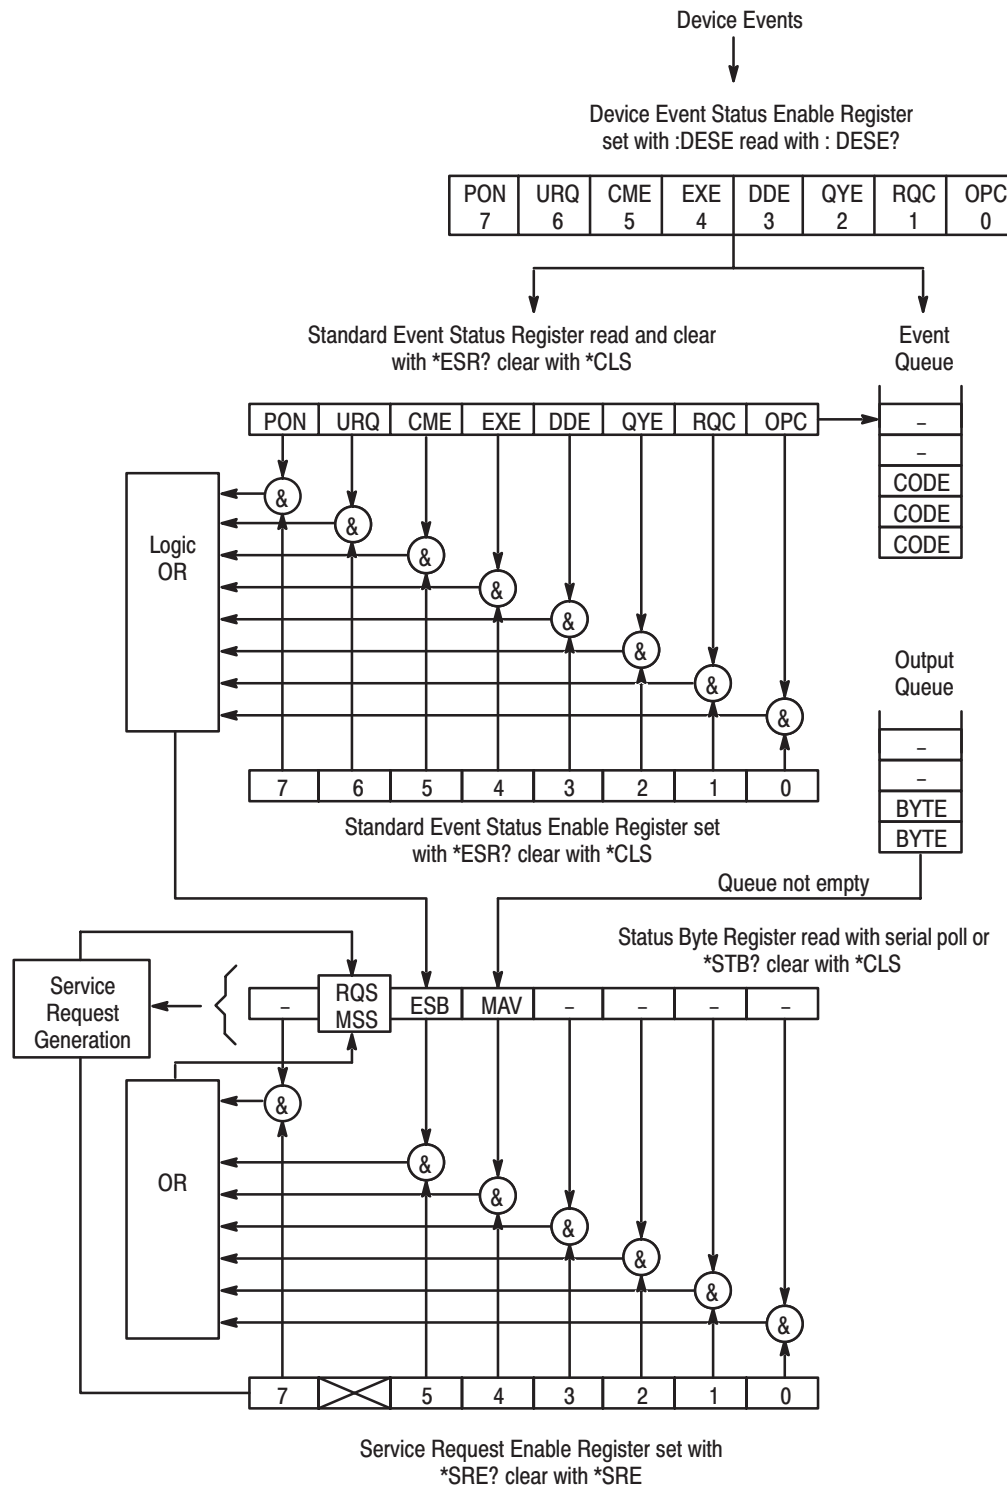 Device Events
Device Event Status Enable Register
set with :DESE read with : DESE?
PON URQ CME EXE DDE QYE RQC OPC
7 6 5 4 3 2 1 0
Standard Event Status Register read and clear
with *ESR? clear with *CLS
Event
Queue
PON URQ CME EXE DDE QYE RQC OPC
–
–
CODE
CODE
CODE
Logic
OR
&
&
&
&
&
&
&
&
Output
Queue
–
–
BYTE
BYTE
7 6 5 4 3 2 1 0
Standard Event Status Enable Register set
with *ESR? clear with *CLS
Queue not empty
Status Byte Register read with serial poll or
*STB? clear with *CLS
Service
Request
Generation
– RQS
MSS ESB MAV – – – –
OR
&
&
&
&
&
&
&
7 5 4 3 2 1 0
Service Request Enable Register set with
*SRE? clear with *SRE